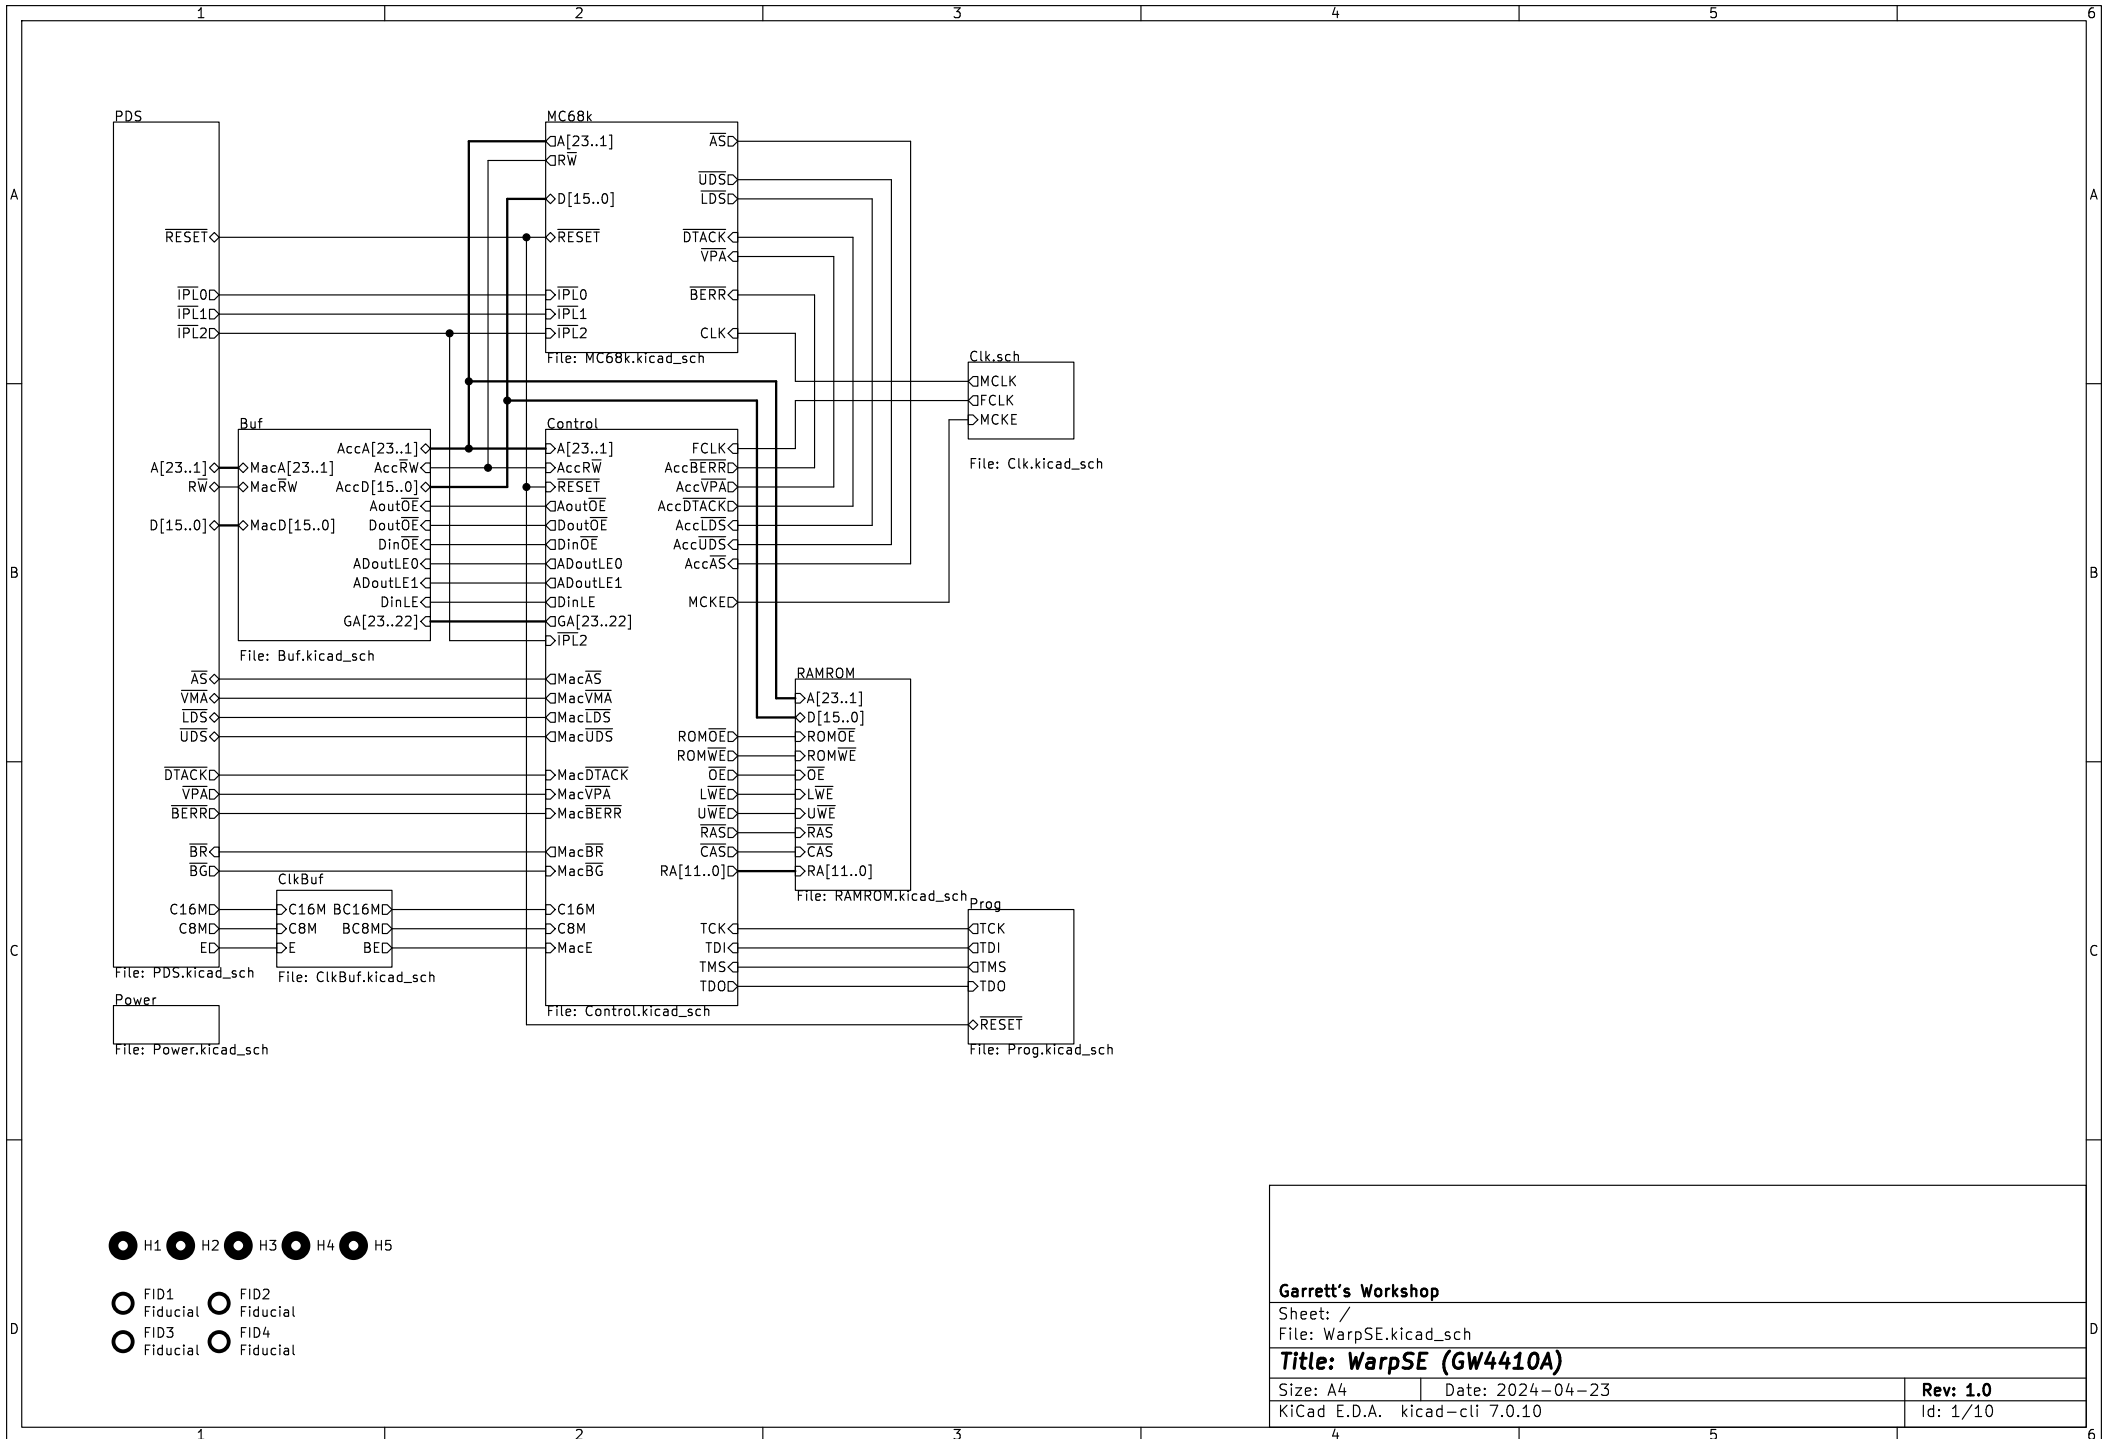 1 2 3 4 5 6
A A
B B
C C
D D
PDS
RESET
IPL0
IPL1
IPL2
A[23..1]
RW
D[15..0]
AS
VMA
LDS
UDS
DTACK
VPA
BERR
BR
BG
C16M
C8M
E
File: PDS.kicad_sch
Power
File: Power.kicad_sch
Buf
MacA[23..1]
MacRW
MacD[15..0]
AccA[23..1]
AccRW
AccD[15..0]
AoutOE
DoutOE
DinOE
ADoutLE0
ADoutLE1
DinLE
GA[23..22]
File: Buf.kicad_sch
ClkBuf
C16M BC16M
C8M BC8M
E BE
File: ClkBuf.kicad_sch
MC68k
A[23..1]
RW
D[15..0]
RESET
IPL0
IPL1
IPL2
AS
UDS
LDS
DTACK
VPA
BERR
CLK
File: MC68k.kicad_sch
Control
A[23..1]
AccRW
RESET
AoutOE
DoutOE
DinOE
ADoutLE0
ADoutLE1
DinLE
GA[23..22]
IPL2
MacAS
MacVMA
MacLDS
MacUDS
MacDTACK
MacVPA
MacBERR
MacBR
MacBG
C16M
C8M
MacE
FCLK
AccBERR
AccVPA
AccDTACK
AccLDS
AccUDS
AccAS
MCKE
ROMOE
ROMWE
OE
LWE
UWE
RAS
CAS
RA[11..0]
TCK
TDI
TMS
TDO
File: Control.kicad_sch
Clk.sch
MCLK
FCLK
MCKE
File: Clk.kicad_sch
RAMROM
A[23..1]
D[15..0]
ROMOE
ROMWE
OE
LWE
UWE
RAS
CAS
RA[11..0]
File: RAMROM.kicad_sch
Prog
TCK
TDI
TMS
TDO
RESET
File: Prog.kicad_sch
H1 H2 H3 H4 H5
FID1 FID2
Fiducial Fiducial
FID3 FID4
Fiducial Fiducial
Garrett's Workshop
Sheet: /
File: WarpSE.kicad_sch
Title: WarpSE (GW4410A)
Size: A4 Date: 2024-04-23 Rev: 1.0
KiCad E.D.A. kicad-cli 7.0.10 Id: 1/10
1 2 3 4 5 6